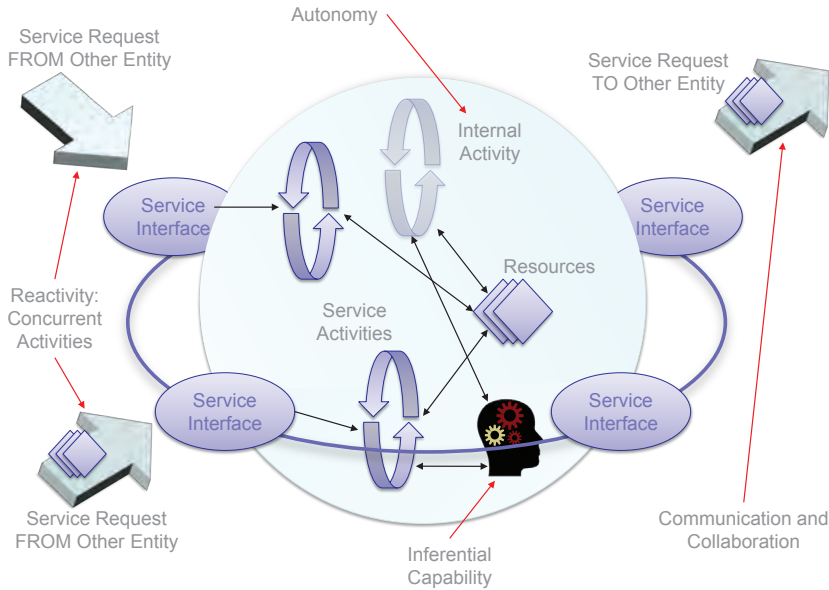 Autonomy
Service Request
FROM Other Entity
Service Request
TO Other Entity
Internal
Activity
Service
Interface
Service
Interface
Resources
Reactivity:
Concurrent
Activities
Service
Activities
Service
Interface
Service
Interface
Service Request
FROM Other Entity
Communication and
Collaboration
Inferential
Capability